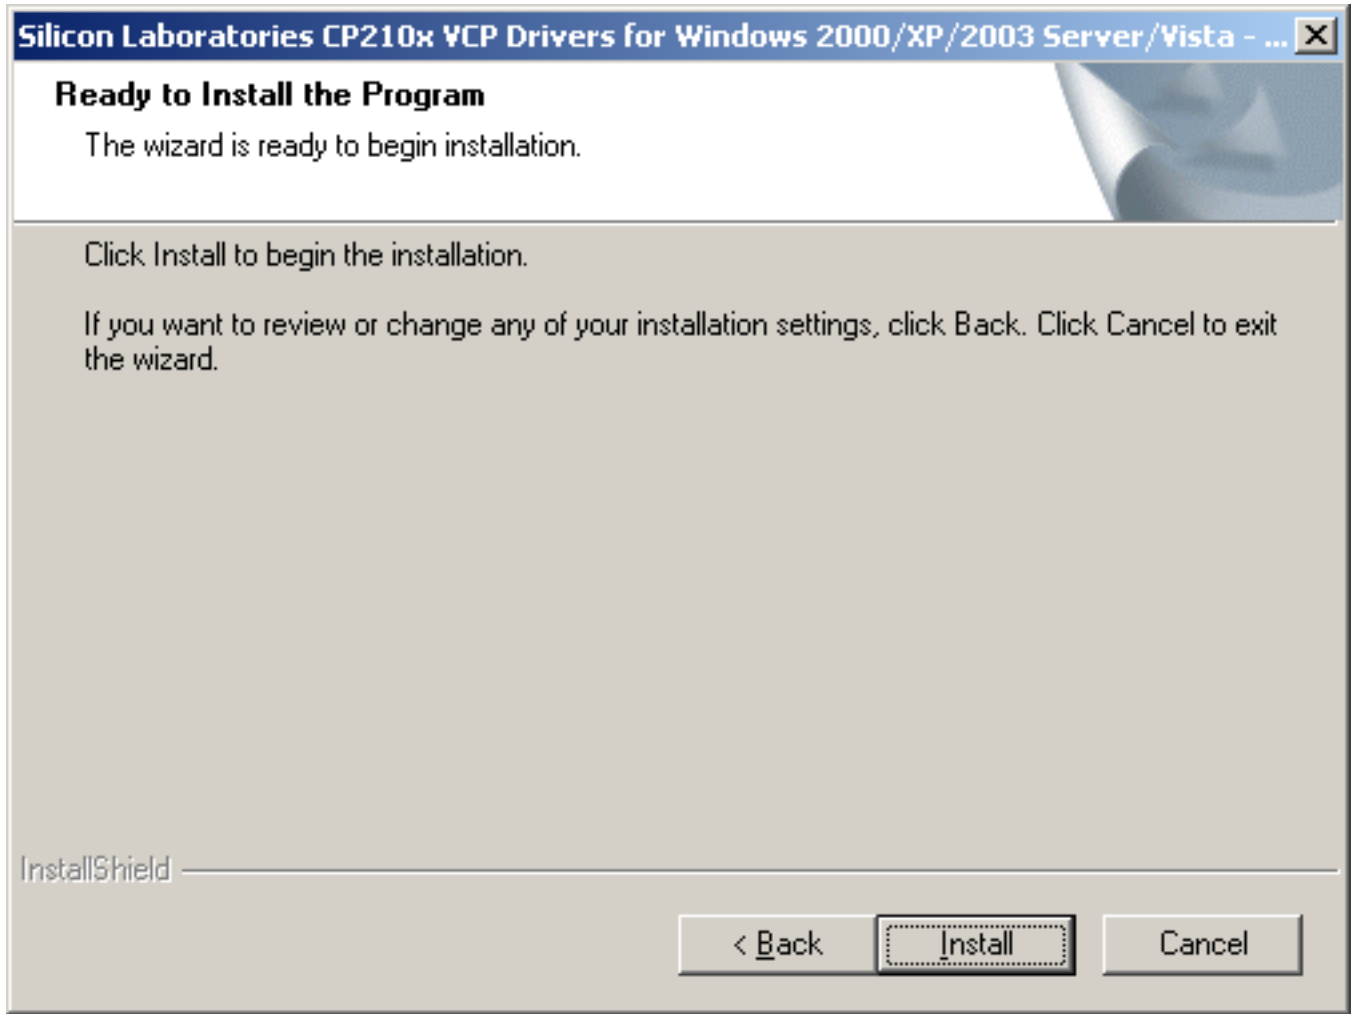 Silicon Laboratories CP210x VCP Drivers for Windows 2000/XP/2003 Server/Vista - ...
Ready to Install the Program
The wizard is ready to begin installation.
Click Install to begin the installation.
If you want to review or change any of your installation settings, click Back. Click Cancel to exit
the wizard.
InstallShield
< Back Install Cancel